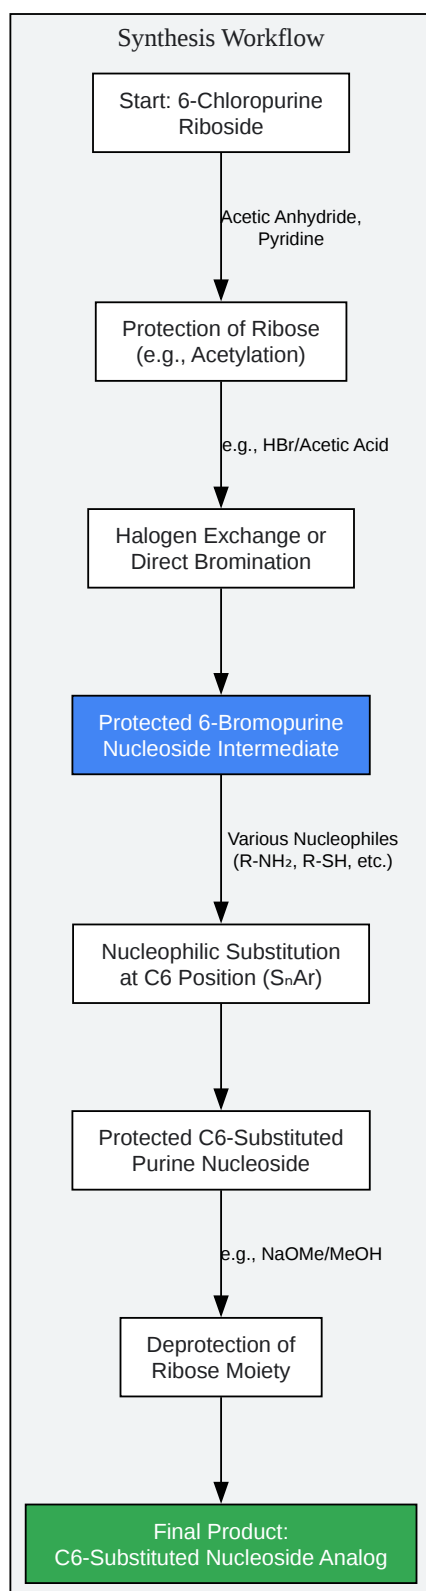 Synthesis Workflow
Start: 6-Chloropurine
Riboside
Acetic Anhydride,
Pyridine
Protection of Ribose
(e.g., Acetylation)
e.g., HBr/Acetic Acid
Halogen Exchange or
Direct Bromination
Protected 6-Bromopurine
Nucleoside Intermediate
Various Nucleophiles
(R-NH₂, R-SH, etc.)
Nucleophilic Substitution
at C6 Position (SₙAr)
Protected C6-Substituted
Purine Nucleoside
e.g., NaOMe/MeOH
Deprotection of
Ribose Moiety
Final Product:
C6-Substituted Nucleoside Analog